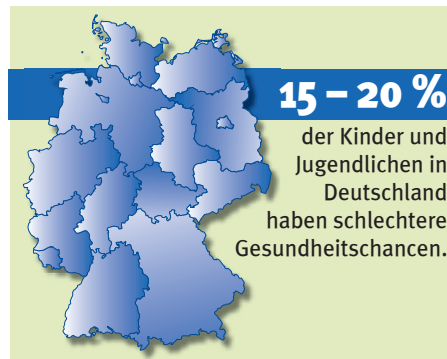 15 – 20 %
der Kinder und
Jugendlichen in
Deutschland
haben schlechtere
Gesundheitschancen.